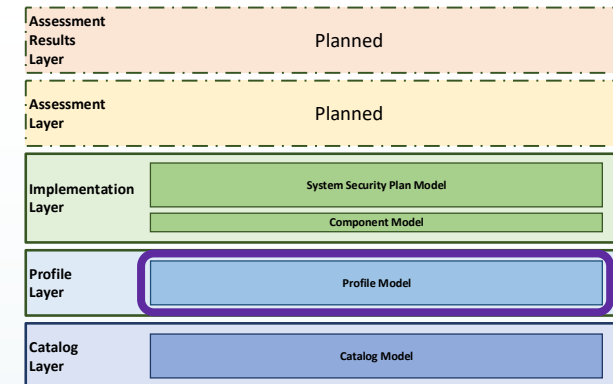 Assessment
Results
Layer
Planned
Assessment
Layer
Planned
Implementation
Layer
System Security Plan Model
Component Model
Profile
Layer
Profile Model
Catalog
Layer
Catalog Model